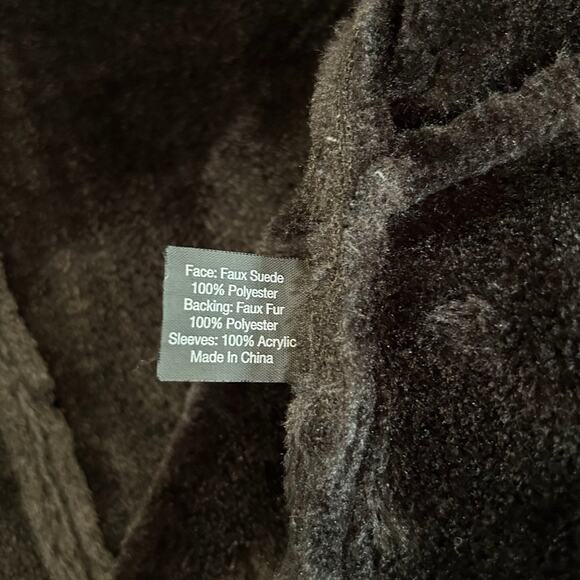 Face: Faux Suede
100% Polyester
Backing: Faux Fur
100% Polyester
Sleeves: 100% Acrylic
Made In China